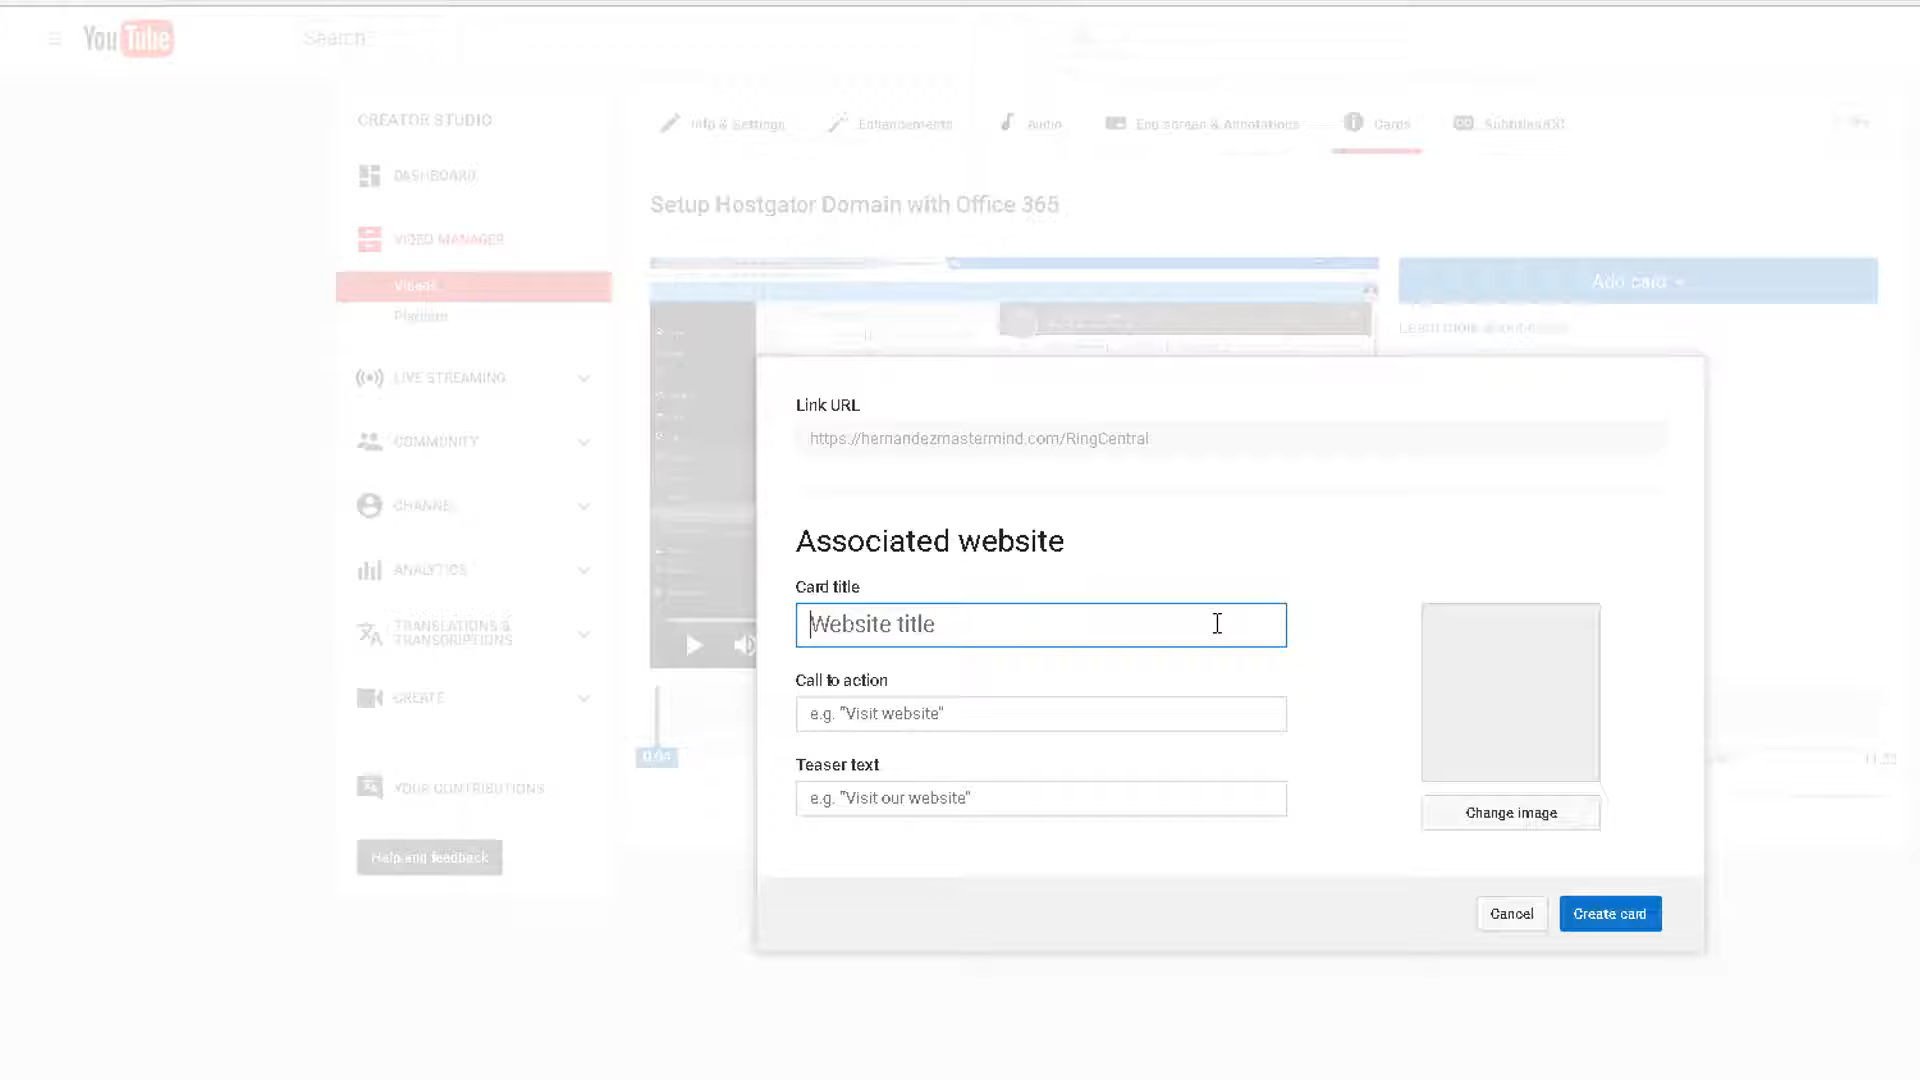 YouTube
Search
CREATOR STUDIO
Info & Settings
Enhancements
Audio
End screen & Annotations
Cards
Subtitles/CC
DASHBOARD
Setup Hostgator Domain with Office 365
VIDEO MANAGER
Videos
Playlists
Add card
LIVE STREAMING
COMMUNITY
CHANNEL
ANALYTICS
TRANSLATIONS &
TRANSCRIPTIONS
CREATE
YOUR CONTRIBUTIONS
Help and feedback
0:04
Link URL
https://hernandezmastermind.com/RingCentral
Associated website
Card title
Website title
Call to action
e.g. "Visit website"
Teaser text
e.g. "Visit our website"
Change image
Cancel
Create card